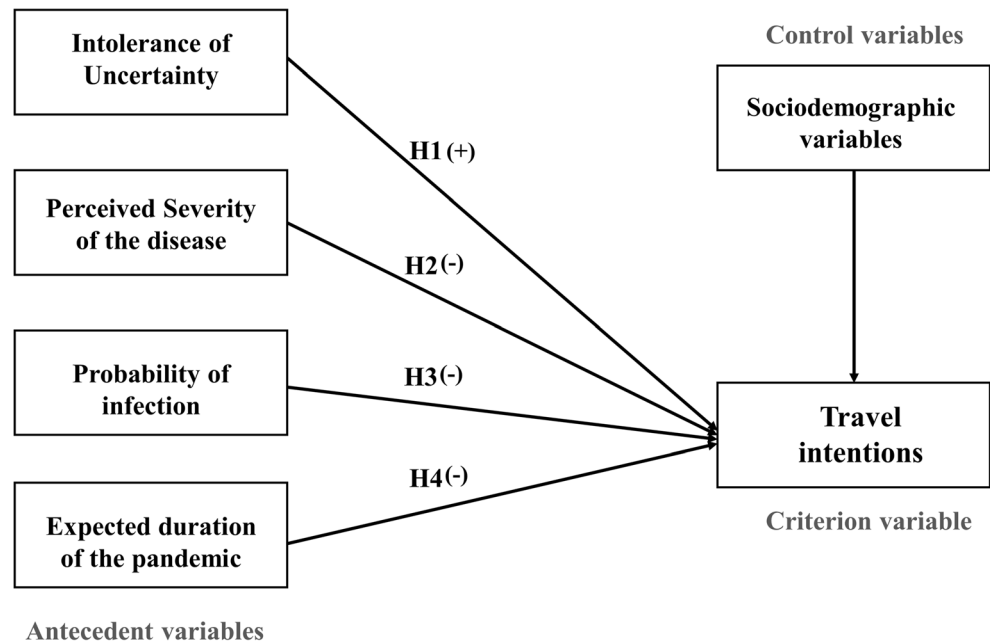 Intolerance of
Uncertainty
Perceived Severity
of the disease
Probability of
infection
Expected duration
of the pandemic
Antecedent variables
H1(+)
H2(-)
H3(-)
H4(-)
Control variables
Sociodemographic
variables
Travel
intentions
Criterion variable